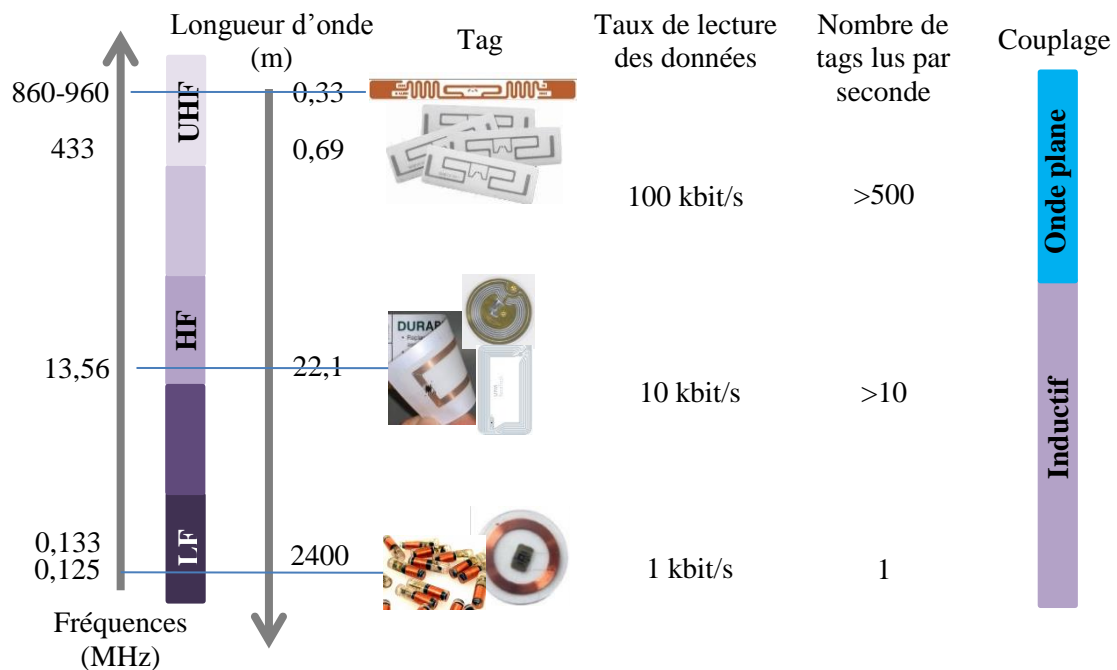 Longueur d’onde
(m)
Tag
Taux de lecture
des données
Nombre de
tags lus par
seconde
Couplage
860-960
UHF
0,33
433
0,69
100 kbit/s
>500
Onde plane
HF
DURAB
13,56
22,1
10 kbit/s
>10
Inductif
0,133
LF
2400
0,125
1 kbit/s
1
Fréquences
(MHz)